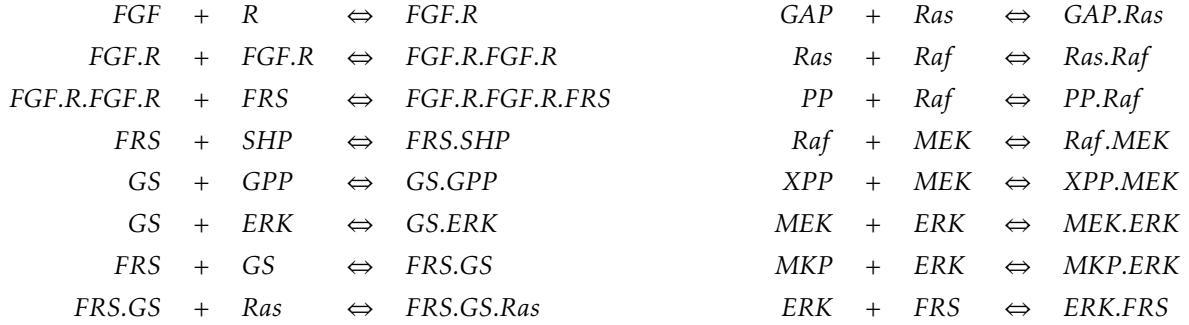 FGF + R ⇔ FGF.R
FGF.R + FGF.R ⇔ FGF.R.FGF.R
FGF.R.FGF.R + FRS ⇔ FGF.R.FGF.R.FRS
FRS + SHP ⇔ FRS.SHP
GS + GPP ⇔ GS.GPP
GS + ERK ⇔ GS.ERK
FRS + GS ⇔ FRS.GS
FRS.GS + Ras ⇔ FRS.GS.Ras
GAP + Ras ⇔ GAP.Ras
Ras + Raf ⇔ Ras.Raf
PP + Raf ⇔ PP.Raf
Raf + MEK ⇔ Raf.MEK
XPP + MEK ⇔ XPP.MEK
MEK + ERK ⇔ MEK.ERK
MKP + ERK ⇔ MKP.ERK
ERK + FRS ⇔ ERK.FRS